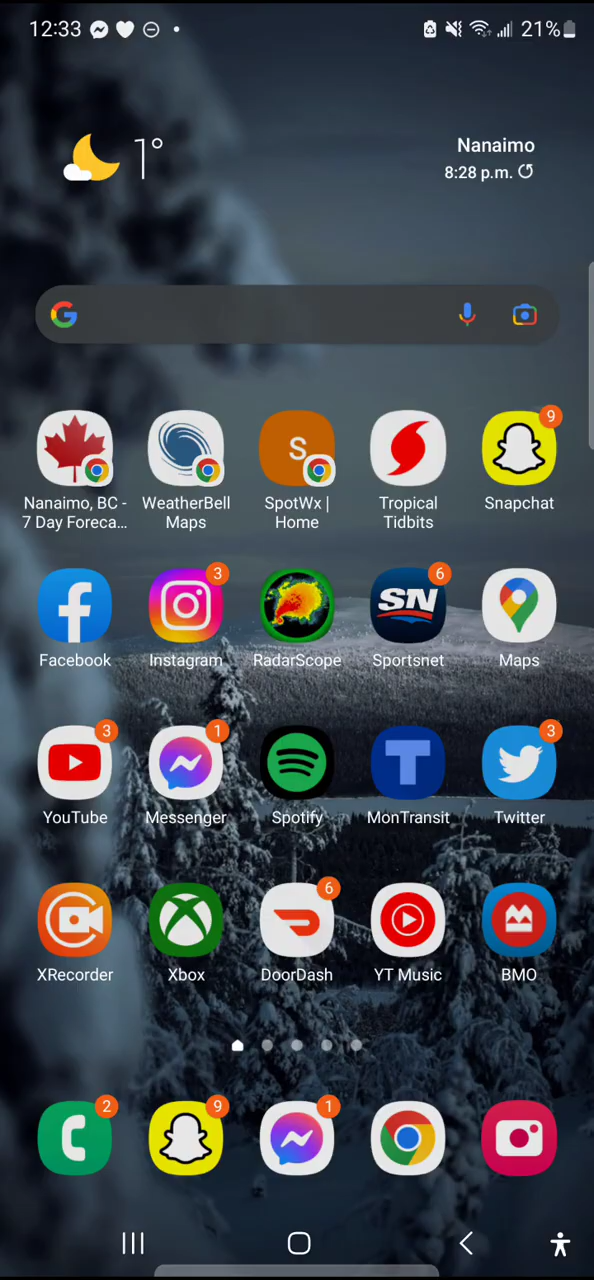 12:33
21%
1°
Nanaimo
8:28 p.m.
S
9
Nanaimo, BC -
7 Day Foreca...
WeatherBell
Maps
SpotWx |
Home
Tropical
Tidbits
Snapchat
3
SN
6
Facebook
Instagram
RadarScope
Sportsnet
Maps
3
1
T
3
YouTube
Messenger
Spotify
MonTransit
Twitter
6
XRecorder
Xbox
DoorDash
YT Music
BMO
2
9
1